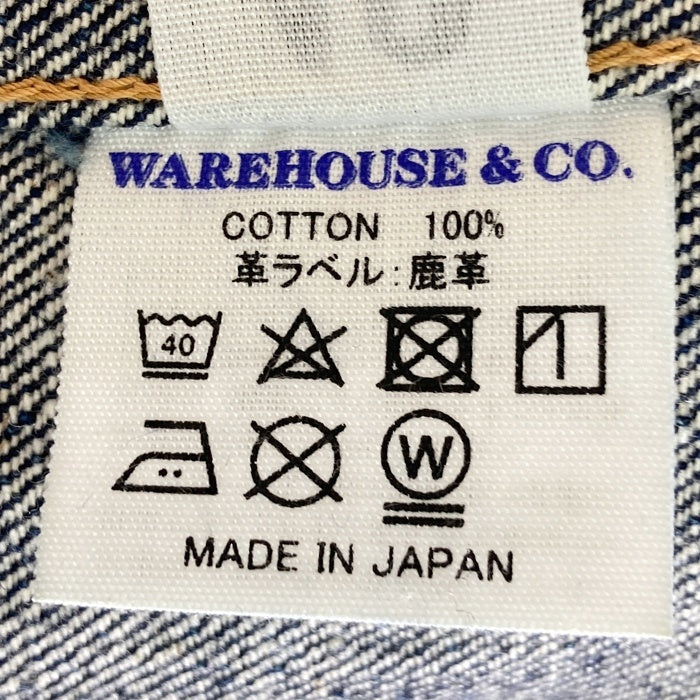 WAREHOUSE & CO.
COTTON 100%
革ラベル:鹿革
40
W
MADE IN JAPAN